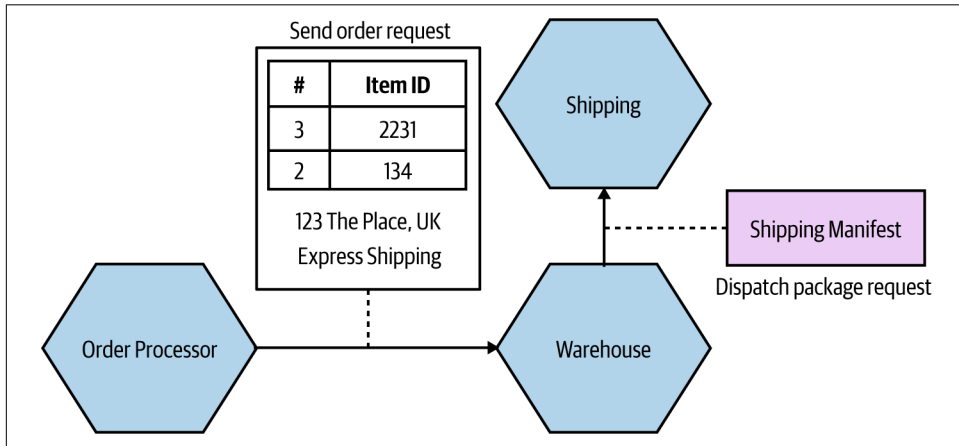 Send order request
# Item ID
3 2231
2 134
123 The Place, UK
Express Shipping
Shipping
Shipping Manifest
Dispatch package request
Order Processor
Warehouse